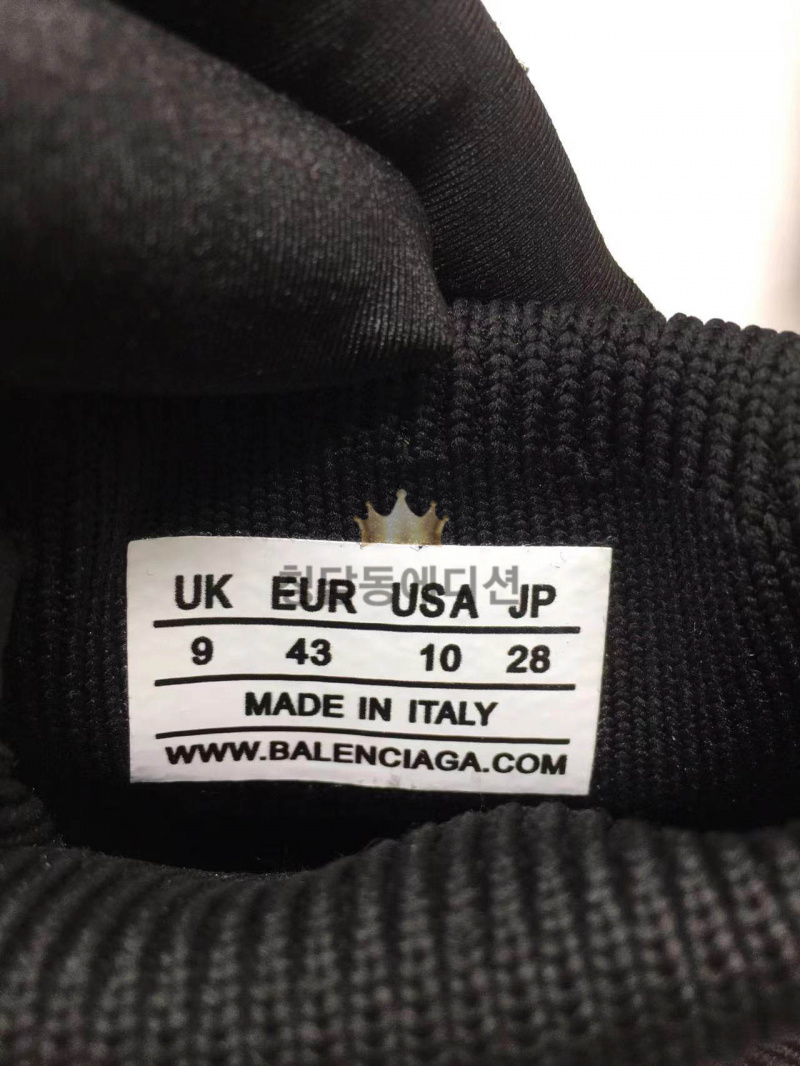 청담동에디션
UK EUR USA JP
9 43 10 28
MADE IN ITALY
WWW.BALENCIAGA.COM